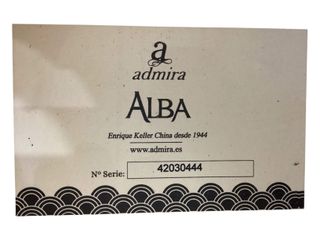 a
admira
ALBA
Enrique Keller China desde 1944
www.admira.es
Nº Serie: 42030444